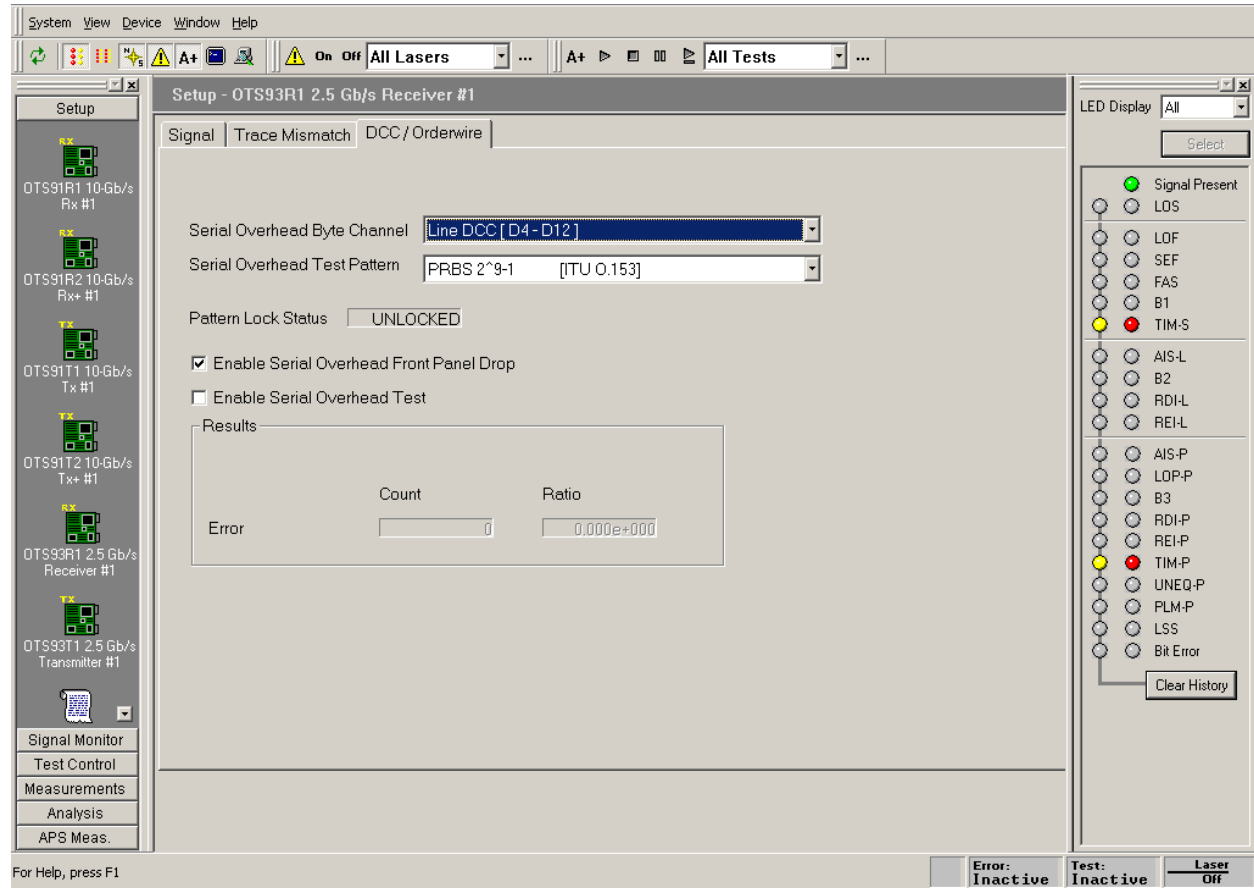 System View Device Window Help
A+ On Off All Lasers ... A+ All Tests ...
Setup
RX
OTS91R1 10-Gb/s
Rx #1
RX
OTS91R2 10-Gb/s
Rx+ #1
TX
OTS91T1 10-Gb/s
Tx #1
TX
OTS91T2 10-Gb/s
Tx+ #1
RX
OTS93R1 2.5 Gb/s
Receiver #1
TX
OTS93T1 2.5 Gb/s
Transmitter #1
Signal Monitor
Test Control
Measurements
Analysis
APS Meas.
Setup - OTS93R1 2.5 Gb/s Receiver #1
Signal Trace Mismatch DCC / Orderwire
Serial Overhead Byte Channel Line DCC [ D4 - D12 ]
Serial Overhead Test Pattern PRBS 2^9-1 [ITU O.153]
Pattern Lock Status UNLOCKED
Enable Serial Overhead Front Panel Drop
Enable Serial Overhead Test
Results
Count Ratio
Error 0 0.000e+000
LED Display All
Select
Signal Present
LOS
LOF
SEF
FAS
B1
TIM-S
AIS-L
B2
RDI-L
REI-L
AIS-P
LOP-P
B3
RDI-P
REI-P
TIM-P
UNEQ-P
PLM-P
LSS
Bit Error
Clear History
For Help, press F1
Error: Inactive
Test: Inactive
Laser Off